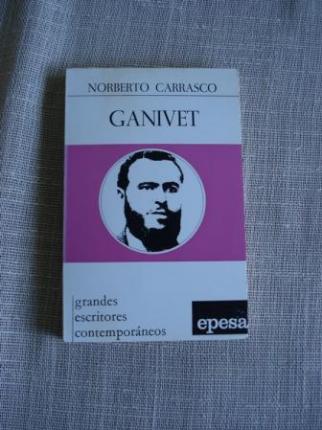 NORBERTO CARRASCO
GANIVET
grandes
escritores
contemporáneos
epesa